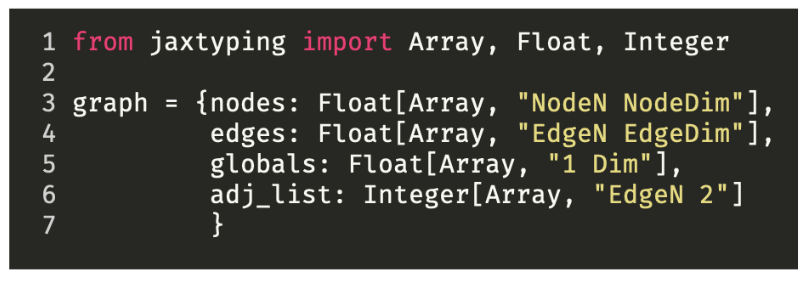 1 from jaxtyping import Array, Float, Integer
2
3 graph = {nodes: Float[Array, "NodeN NodeDim"],
4          edges: Float[Array, "EdgeN EdgeDim"],
5          globals: Float[Array, "1 Dim"],
6          adj_list: Integer[Array, "EdgeN 2"]
7          }